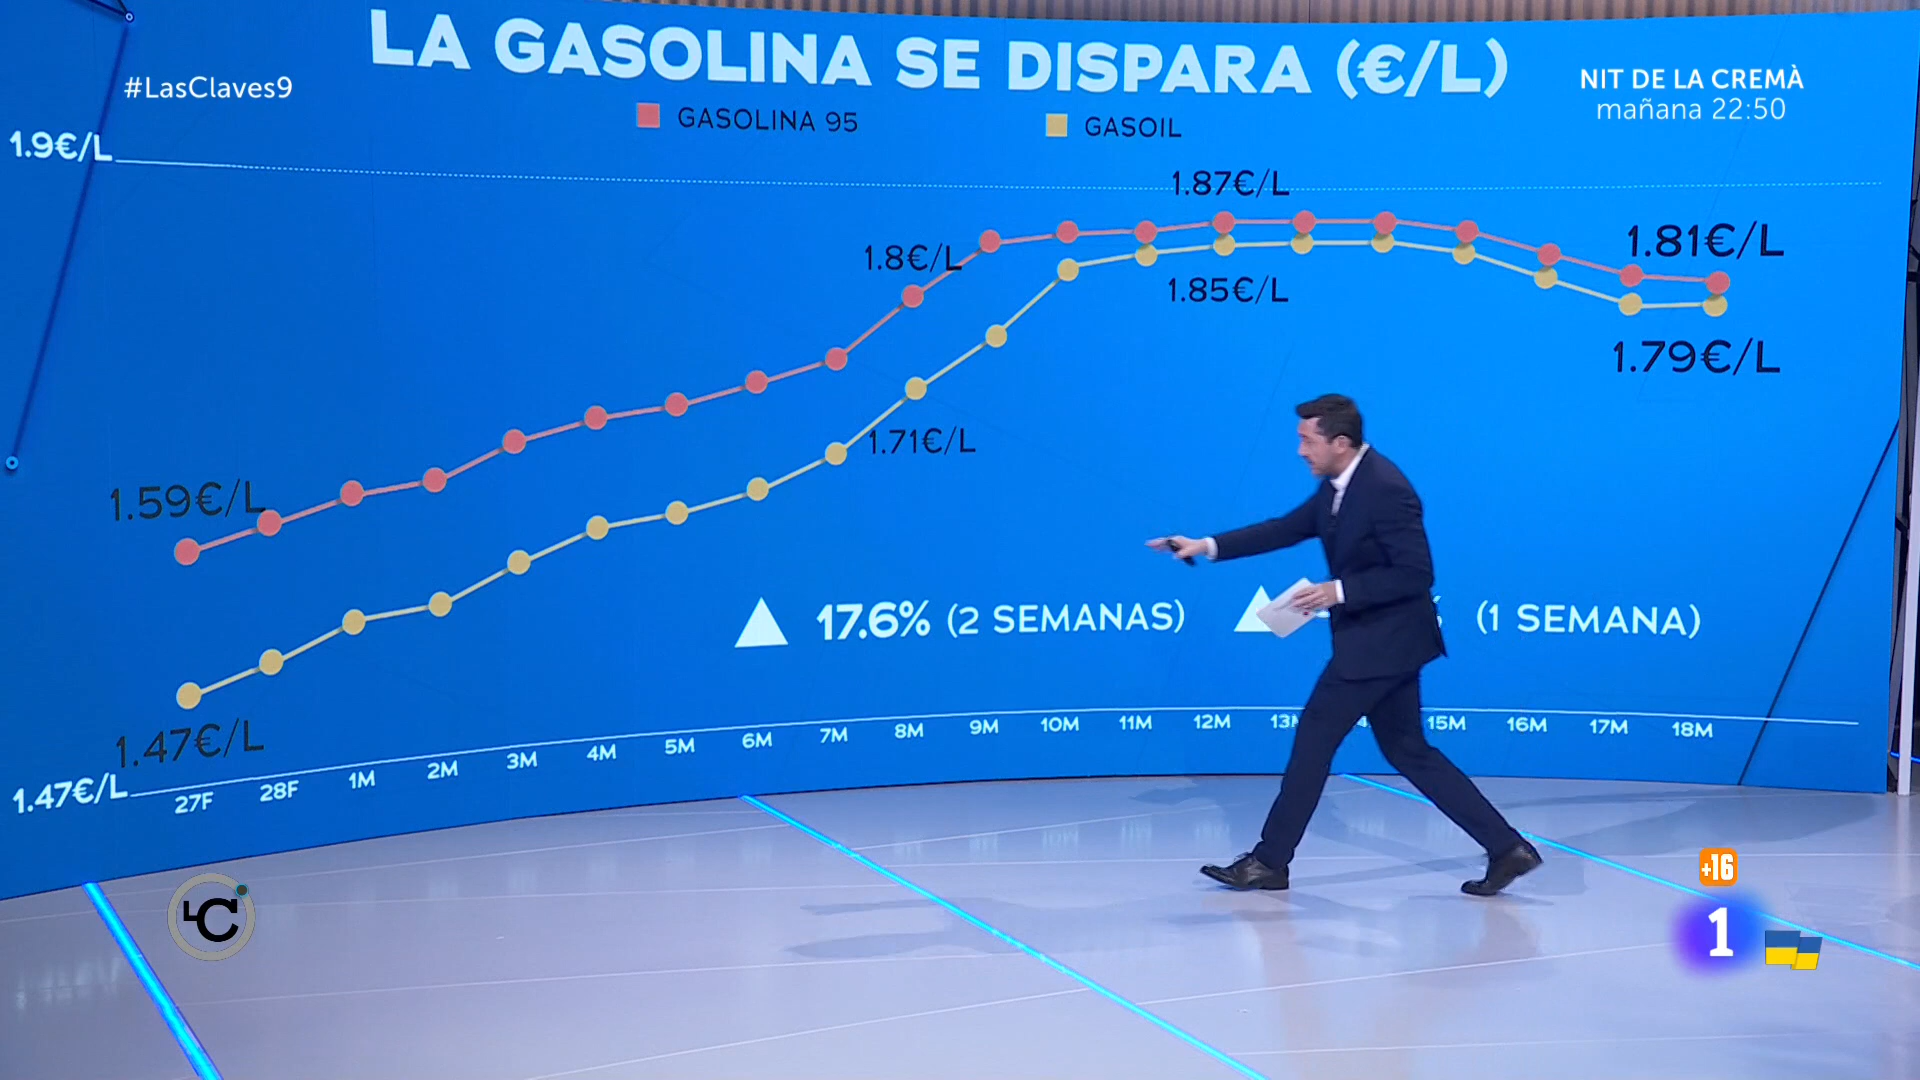 LA GASOLINA SE DISPARA (€/L)
#LasClaves9
NIT DE LA CREMÀ
mañana 22:50
GASOLINA 95
GASOIL
1.9€/L
1.87€/L
1.8€/L
1.81€/L
1.85€/L
1.79€/L
1.71€/L
1.59€/L
17.6% (2 SEMANAS)
(1 SEMANA)
1.47€/L
1.47€/L
27F 28F 1M 2M 3M 4M 5M 6M 7M 8M 9M 10M 11M 12M 15M 16M 17M 18M
+16
LC
1